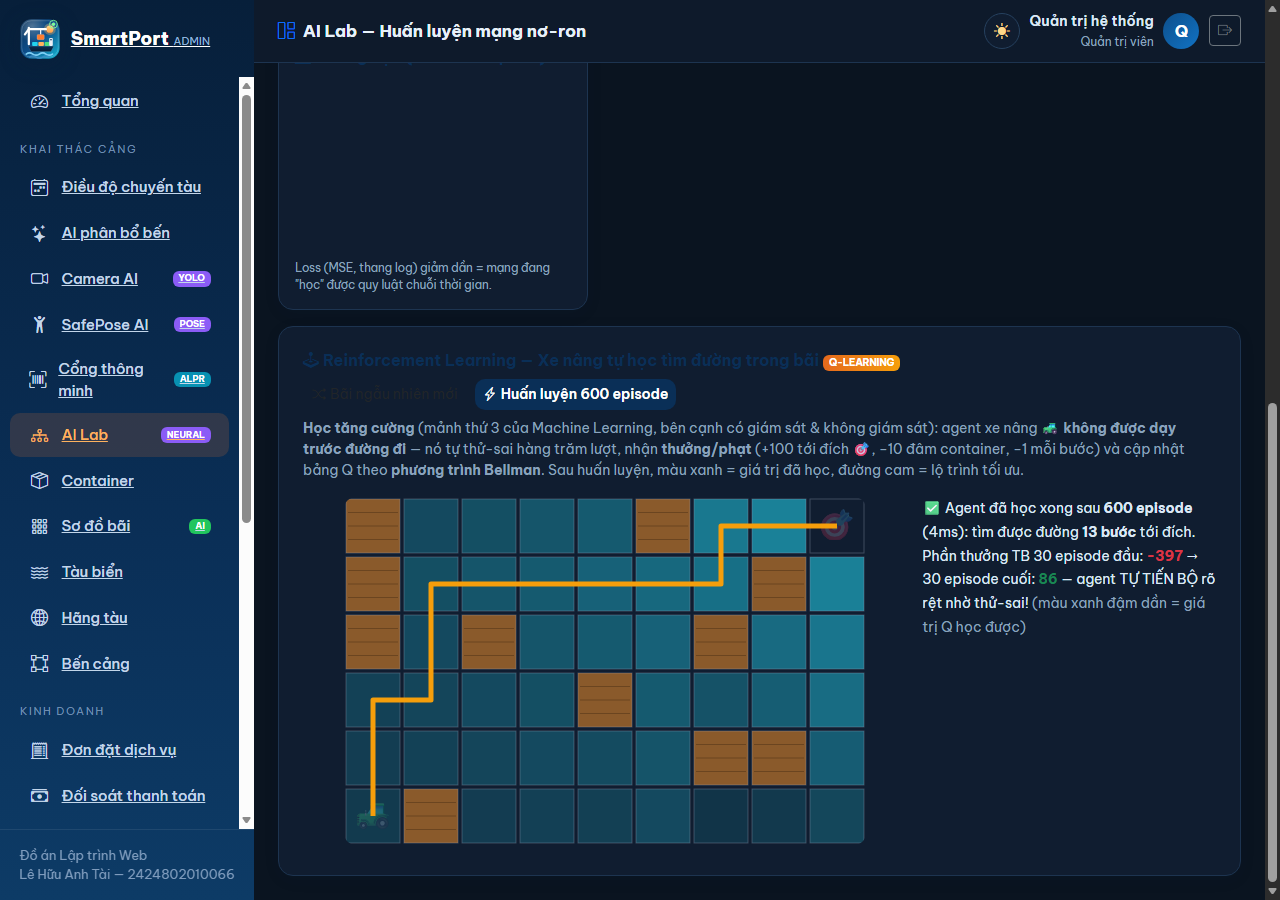 SmartPort ADMIN
AI Lab — Huấn luyện mạng nơ-ron
Quản trị hệ thống
Quản trị viên
Q
Tổng quan
KHAI THÁC CẢNG
Điều độ chuyến tàu
AI phân bổ bến
Camera AI YOLO
SafePose AI POSE
Cổng thông
minh ALPR
AI Lab NEURAL
Container
Sơ đồ bãi AI
Tàu biển
Hãng tàu
Bến cảng
KINH DOANH
Đơn đặt dịch vụ
Đối soát thanh toán
Đồ án Lập trình Web
Lê Hữu Anh Tài — 2424802010066
Loss (MSE, thang log) giảm dần = mạng đang
"học" được quy luật chuỗi thời gian.
Reinforcement Learning — Xe nâng tự học tìm đường trong bãi Q-LEARNING
Bãi ngẫu nhiên mới Huấn luyện 600 episode
Học tăng cường (mảnh thứ 3 của Machine Learning, bên cạnh có giám sát & không giám sát): agent xe nâng 🚜 không được dạy
trước đường đi — nó tự thử-sai hàng trăm lượt, nhận thưởng/phạt (+100 tới đích 🎯, −10 đâm container, −1 mỗi bước) và cập nhật
bảng Q theo phương trình Bellman. Sau huấn luyện, màu xanh = giá trị đã học, đường cam = lộ trình tối ưu.
✅ Agent đã học xong sau 600 episode
(4ms): tìm được đường 13 bước tới đích.
Phần thưởng TB 30 episode đầu: -397 →
30 episode cuối: 86 — agent TỰ TIẾN BỘ rõ
rệt nhờ thử-sai! (màu xanh đậm dần = giá
trị Q học được)